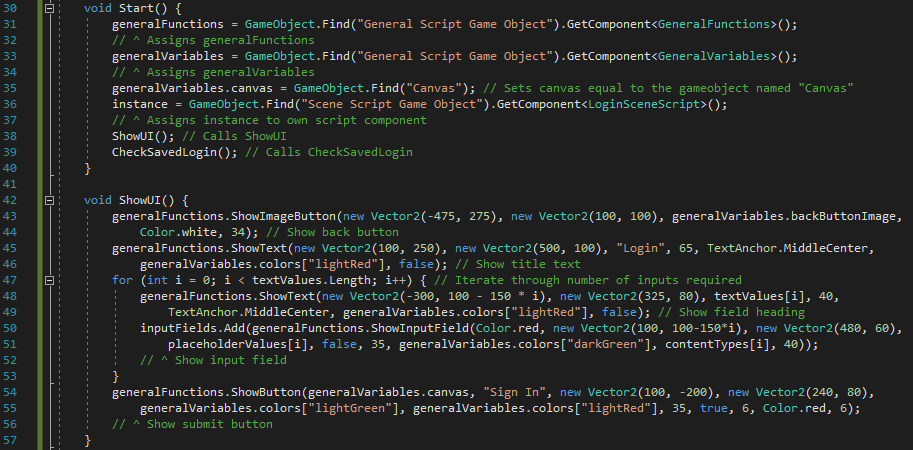 30 void Start() {
31 generalFunctions = GameObject.Find("General Script Game Object").GetComponent<GeneralFunctions>();
32 // ^ Assigns generalFunctions
33 generalVariables = GameObject.Find("General Script Game Object").GetComponent<GeneralVariables>();
34 // ^ Assigns generalVariables
35 generalVariables.canvas = GameObject.Find("Canvas"); // Sets canvas equal to the gameobject named "Canvas"
36 instance = GameObject.Find("Scene Script Game Object").GetComponent<LoginSceneScript>();
37 // ^ Assigns instance to own script component
38 ShowUI(); // Calls ShowUI
39 CheckSavedLogin(); // Calls CheckSavedLogin
40 }
41
42 void ShowUI() {
43 generalFunctions.ShowImageButton(new Vector2(-475, 275), new Vector2(100, 100), generalVariables.backButtonImage,
44 Color.white, 34); // Show back button
45 generalFunctions.ShowText(new Vector2(100, 250), new Vector2(500, 100), "Login", 65, TextAnchor.MiddleCenter,
46 generalVariables.colors["lightRed"], false); // Show title text
47 for (int i = 0; i < textValues.Length; i++) { // Iterate through number of inputs required
48 generalFunctions.ShowText(new Vector2(-300, 100 - 150 * i), new Vector2(325, 80), textValues[i], 40,
49 TextAnchor.MiddleCenter, generalVariables.colors["lightRed"], false); // Show field heading
50 inputFields.Add(generalFunctions.ShowInputField(Color.red, new Vector2(100, 100-150*i), new Vector2(480, 60),
51 placeholderValues[i], false, 35, generalVariables.colors["darkGreen"], contentTypes[i], 40));
52 // ^ Show input field
53 }
54 generalFunctions.ShowButton(generalVariables.canvas, "Sign In", new Vector2(100, -200), new Vector2(240, 80),
55 generalVariables.colors["lightGreen"], generalVariables.colors["lightRed"], 35, true, 6, Color.red, 6);
56 // ^ Show submit button
57 }